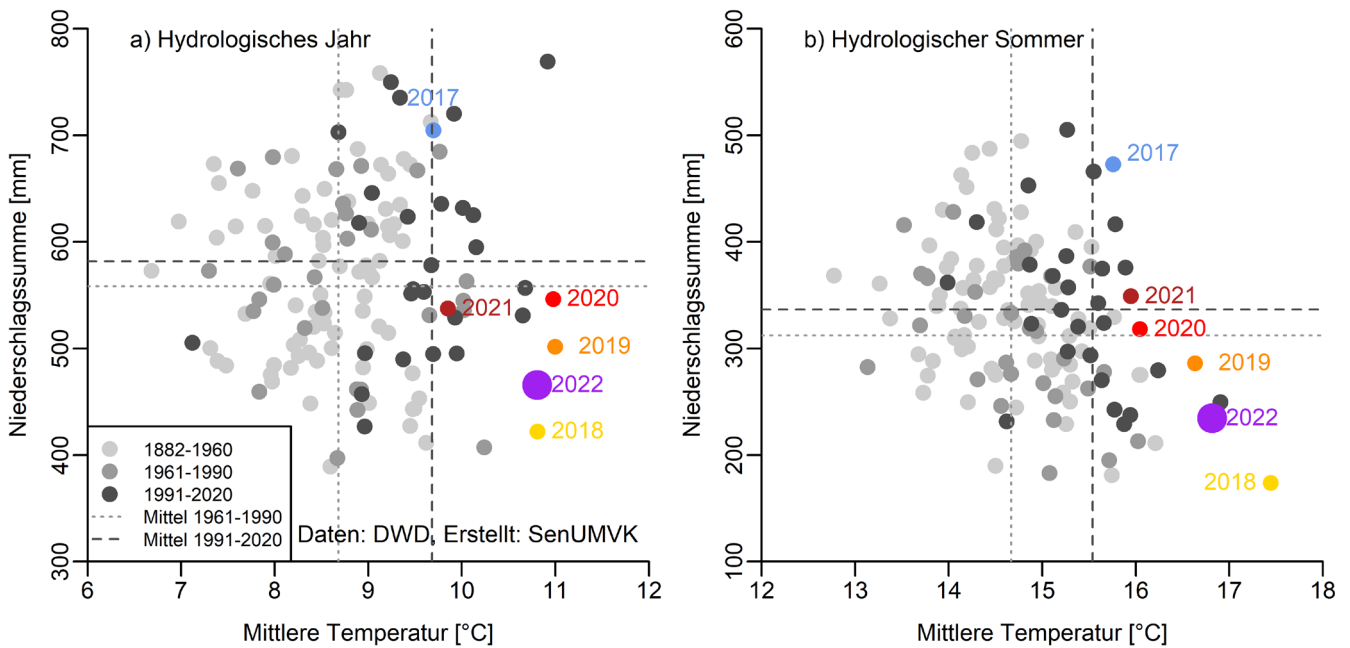 a) Hydrologisches Jahr
800
700
600
500
400
300
Niederschlagssumme [mm]
2017
2021
2020
2019
2022
2018
1882-1960
1961-1990
1991-2020
Mittel 1961-1990
Mittel 1991-2020
Daten: DWD, Erstellt: SenUMVK
6 7 8 9 10 11 12
Mittlere Temperatur [°C]
b) Hydrologischer Sommer
600
500
400
300
200
100
Niederschlagssumme [mm]
2017
2021
2020
2019
2022
2018
12 13 14 15 16 17 18
Mittlere Temperatur [°C]